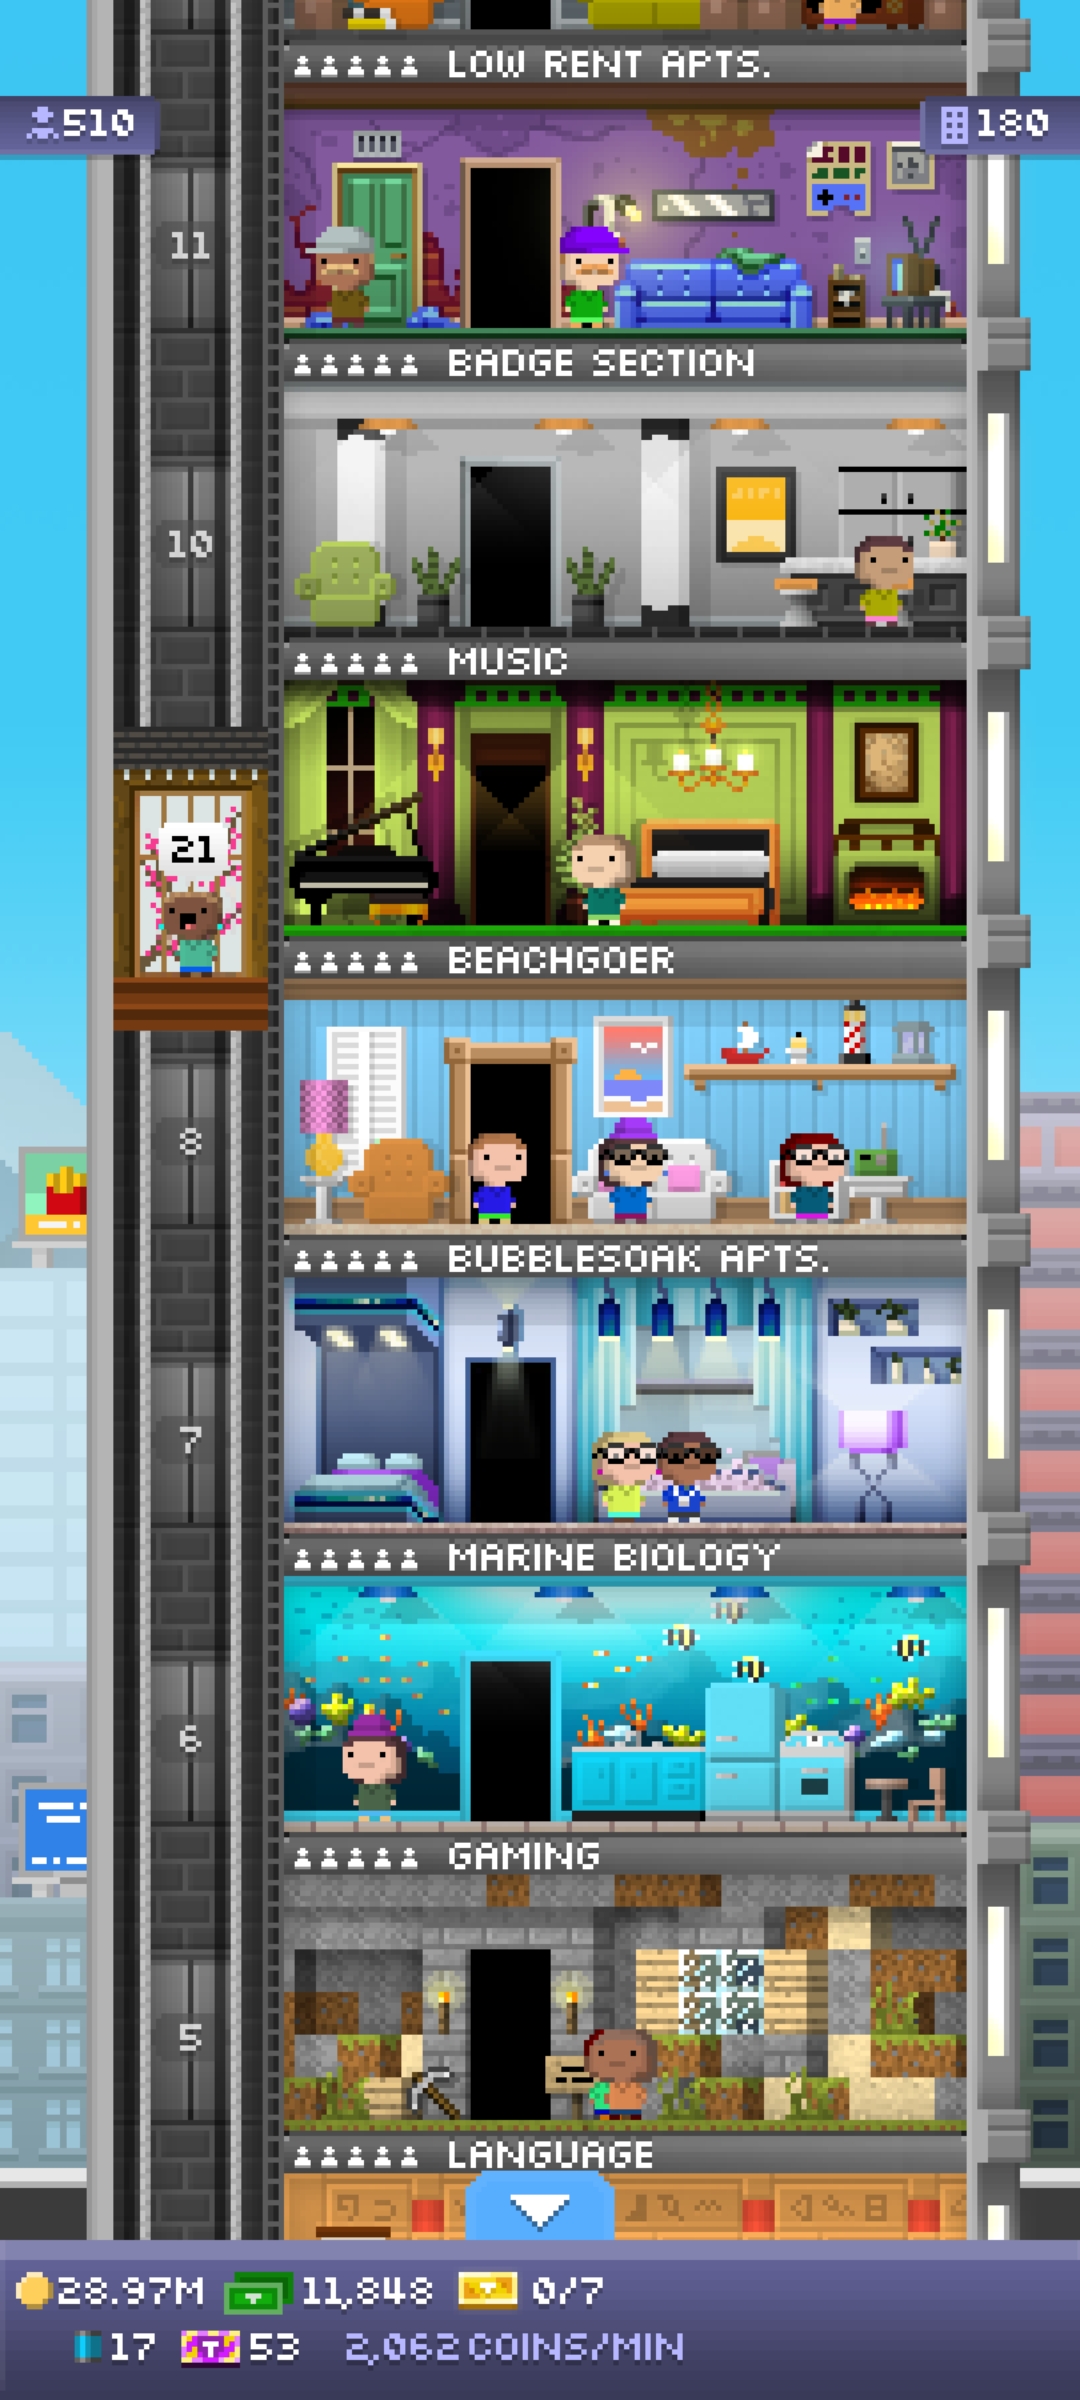 LOW RENT APTS.
510
180
11
BADGE SECTION
10
MUSIC
21
BEACHGOER
8
BUBBLESOAK APTS.
7
MARINE BIOLOGY
6
GAMING
5
LANGUAGE
28.97M 11,848 0/7
17 53 2,062 COINS/MIN